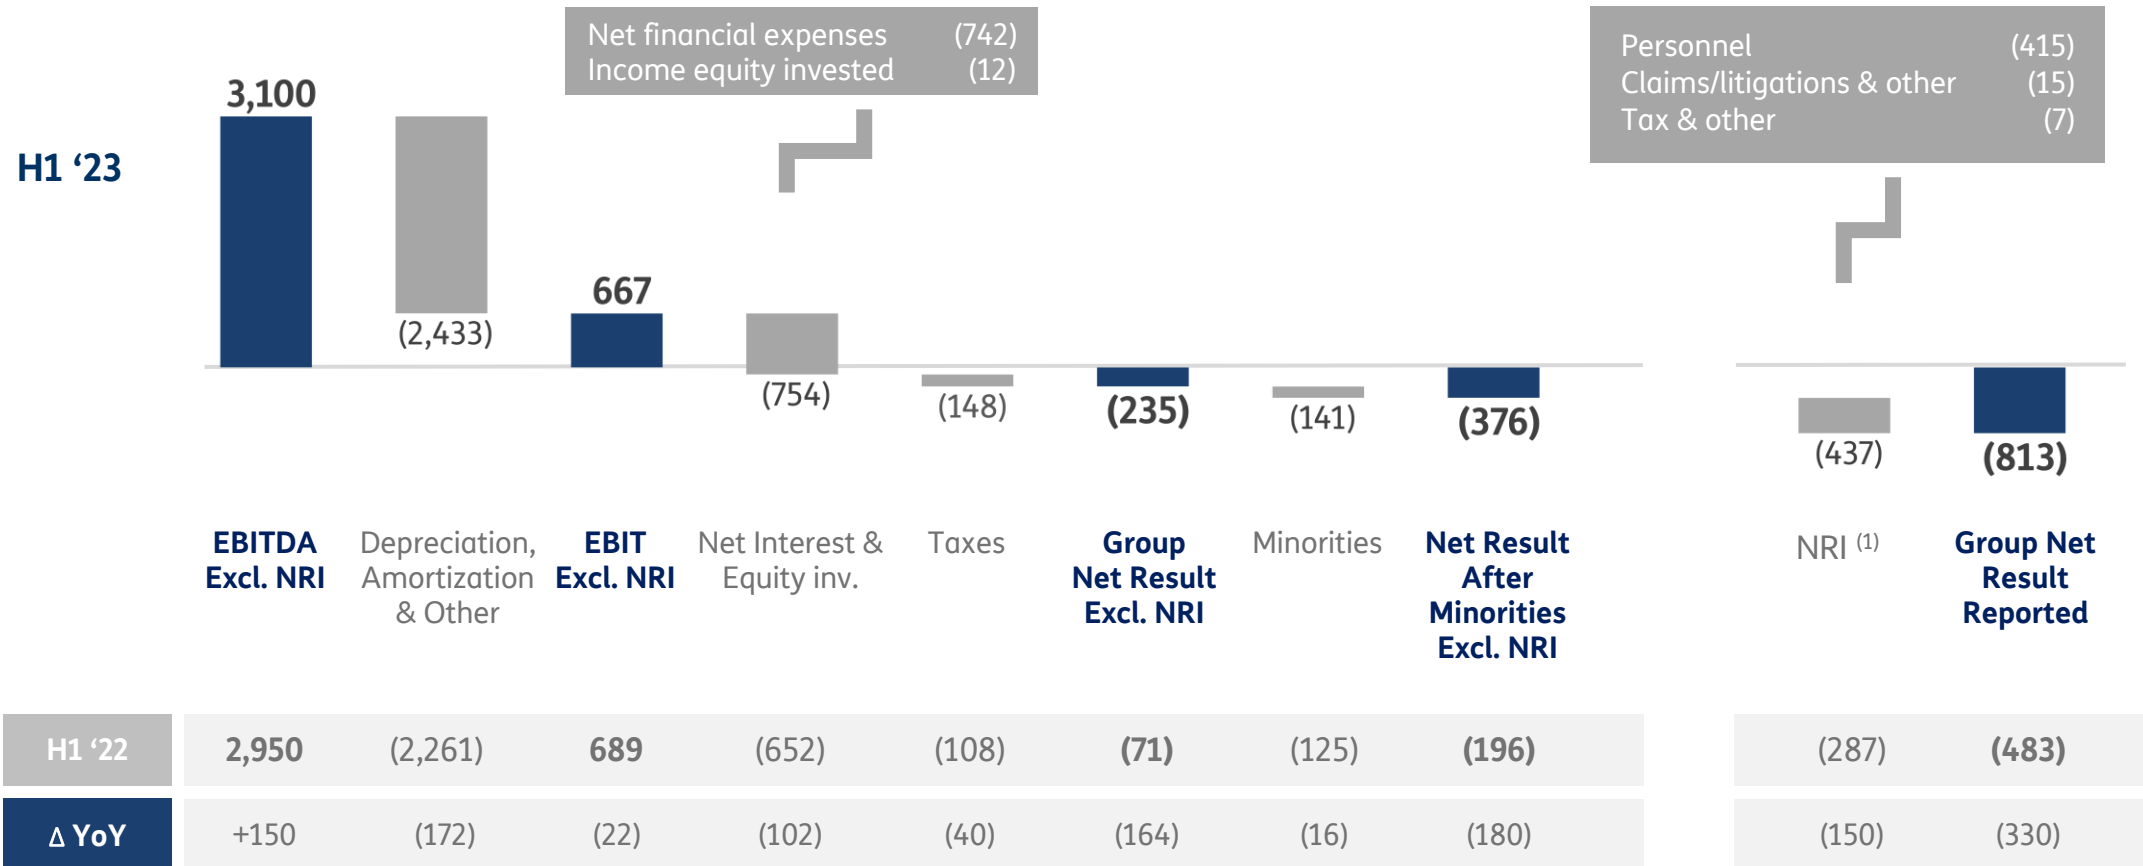 Net financial expenses (742)
Income equity invested (12)
Personnel (415)
Claims/litigations & other (15)
Tax & other (7)
H1 ‘23
3,100
(2,433)
667
(754)
(148)
(235)
(141)
(376)
(437)
(813)
EBITDA
Excl. NRI
Depreciation,
Amortization
& Other
EBIT
Excl. NRI
Net Interest &
Equity inv.
Taxes
Group
Net Result
Excl. NRI
Minorities
Net Result
After
Minorities
Excl. NRI
NRI (1)
Group Net
Result
Reported
H1 ‘22 2,950 (2,261) 689 (652) (108) (71) (125) (196) (287) (483)
Δ YoY +150 (172) (22) (102) (40) (164) (16) (180) (150) (330)